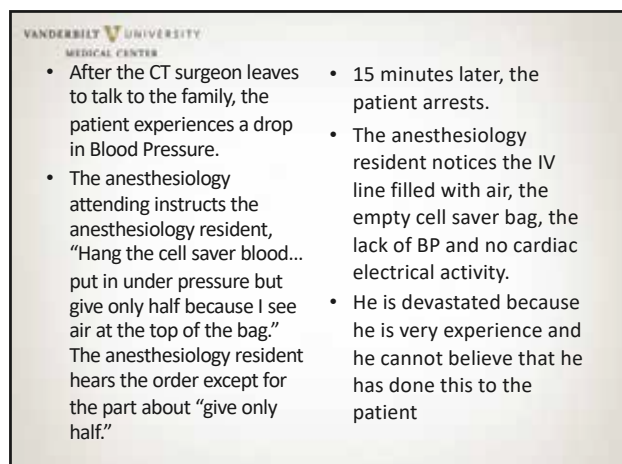 VANDERBILT V UNIVERSITY
MEDICAL CENTER
• After the CT surgeon leaves
to talk to the family, the
patient experiences a drop
in Blood Pressure.
• The anesthesiology
attending instructs the
anesthesiology resident,
“Hang the cell saver blood...
put in under pressure but
give only half because I see
air at the top of the bag.”
The anesthesiology resident
hears the order except for
the part about “give only
half.”
• 15 minutes later, the
patient arrests.
• The anesthesiology
resident notices the IV
line filled with air, the
empty cell saver bag, the
lack of BP and no cardiac
electrical activity.
• He is devastated because
he is very experience and
he cannot believe that he
has done this to the
patient